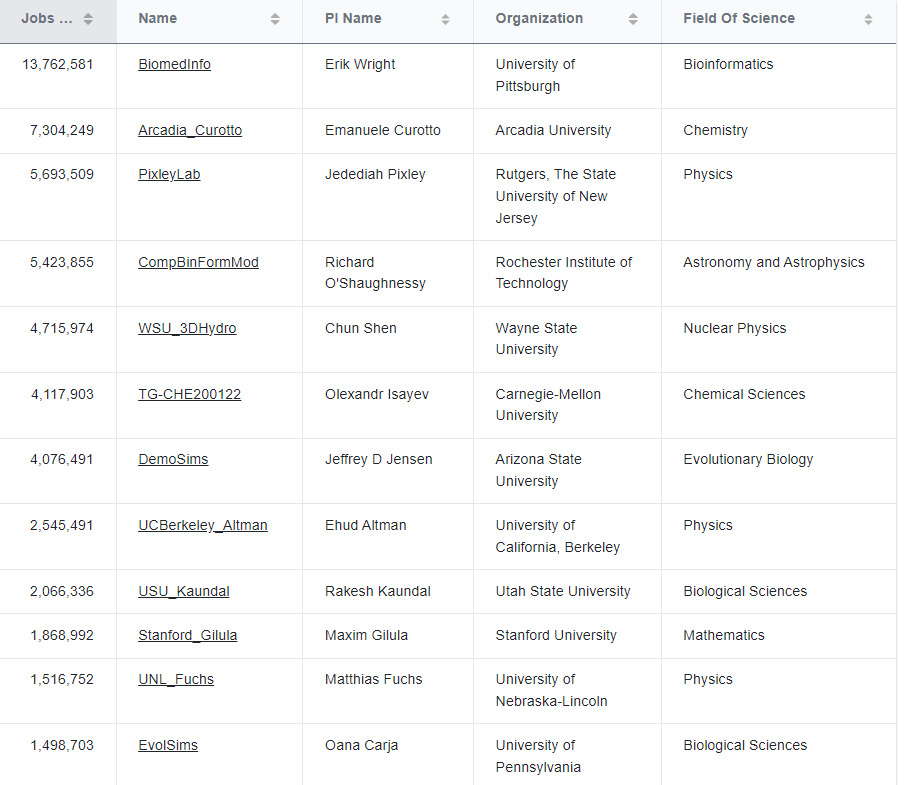 Jobs ... Name PI Name Organization Field Of Science
13,762,581 BiomedInfo Erik Wright University of Bioinformatics
Pittsburgh
7,304,249 Arcadia_Curotto Emanuele Curotto Arcadia University Chemistry
5,693,509 PixleyLab Jedediah Pixley Rutgers, The State Physics
University of New
Jersey
5,423,855 CompBinFormMod Richard Rochester Institute of Astronomy and Astrophysics
O'Shaughnessy Technology
4,715,974 WSU_3DHydro Chun Shen Wayne State Nuclear Physics
University
4,117,903 TG-CHE200122 Olexandr Isayev Carnegie-Mellon Chemical Sciences
University
4,076,491 DemoSims Jeffrey D Jensen Arizona State Evolutionary Biology
University
2,545,491 UCBerkeley_Altman Ehud Altman University of Physics
California, Berkeley
2,066,336 USU_Kaundal Rakesh Kaundal Utah State University Biological Sciences
1,868,992 Stanford_Gilula Maxim Gilula Stanford University Mathematics
1,516,752 UNL_Fuchs Matthias Fuchs University of Physics
Nebraska-Lincoln
1,498,703 EvolSims Oana Carja University of Biological Sciences
Pennsylvania